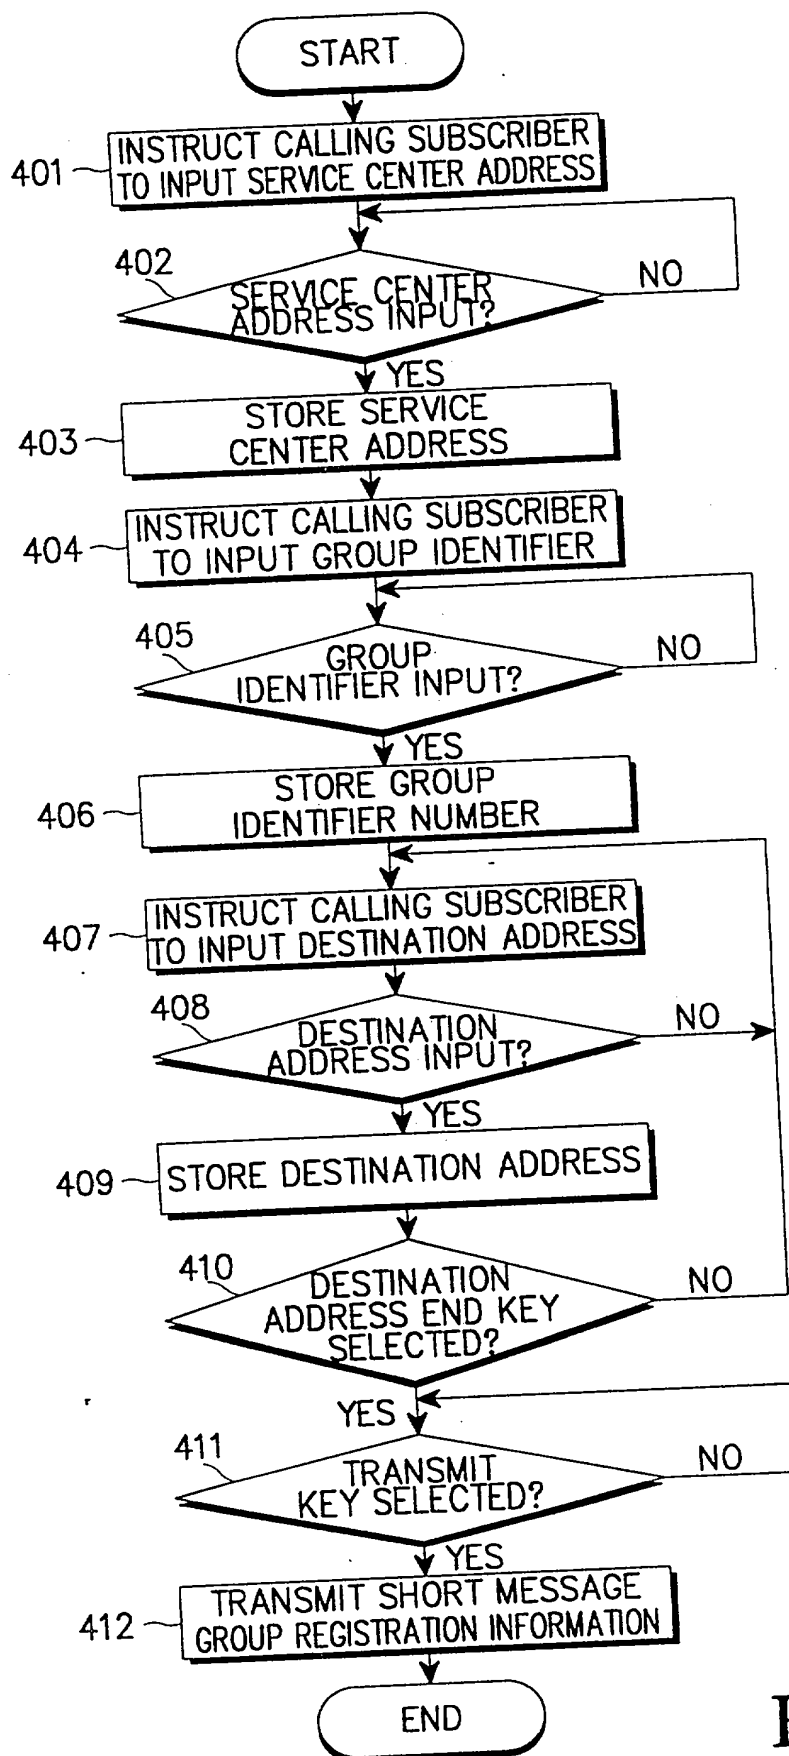 START
401
INSTRUCT CALLING SUBSCRIBER
TO INPUT SERVICE CENTER ADDRESS
402
SERVICE CENTER
ADDRESS INPUT?
NO
YES
403
STORE SERVICE
CENTER ADDRESS
404
INSTRUCT CALLING SUBSCRIBER
TO INPUT GROUP IDENTIFIER
405
GROUP
IDENTIFIER INPUT?
NO
YES
406
STORE GROUP
IDENTIFIER NUMBER
407
INSTRUCT CALLING SUBSCRIBER
TO INPUT DESTINATION ADDRESS
408
DESTINATION
ADDRESS INPUT?
NO
YES
409
STORE DESTINATION ADDRESS
410
DESTINATION
ADDRESS END KEY
SELECTED?
NO
YES
411
TRANSMIT
KEY SELECTED?
NO
YES
412
TRANSMIT SHORT MESSAGE
GROUP REGISTRATION INFORMATION
END